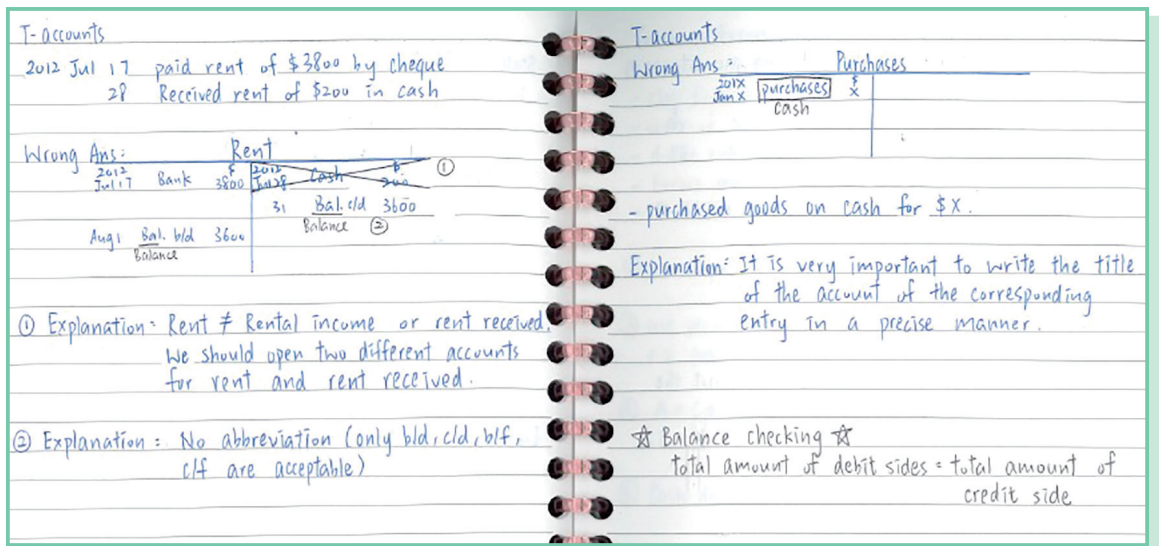 T-accounts
2012 Jul 17 paid rent of $3800 by cheque
28 Received rent of $200 in cash
Wrong Ans:
Rent
2012 $ 2012 $
Jul 17 Bank 3800 Jul 28 Cash 200 ①
31 Bal. c/d 3600
Balance ②
Aug 1 Bal. b/d 3600
Balance
① Explanation: Rent ≠ Rental income or rent received.
We should open two different accounts
for rent and rent received.
② Explanation: No abbreviation (only b/d, c/d, b/f,
c/f are acceptable)
T-accounts
Wrong Ans: Purchases
201X $
Jan X purchases X
cash
- purchased goods on cash for $X.
Explanation: It is very important to write the title
of the account of the corresponding
entry in a precise manner.
☆ Balance checking ☆
total amount of debit sides = total amount of
credit side